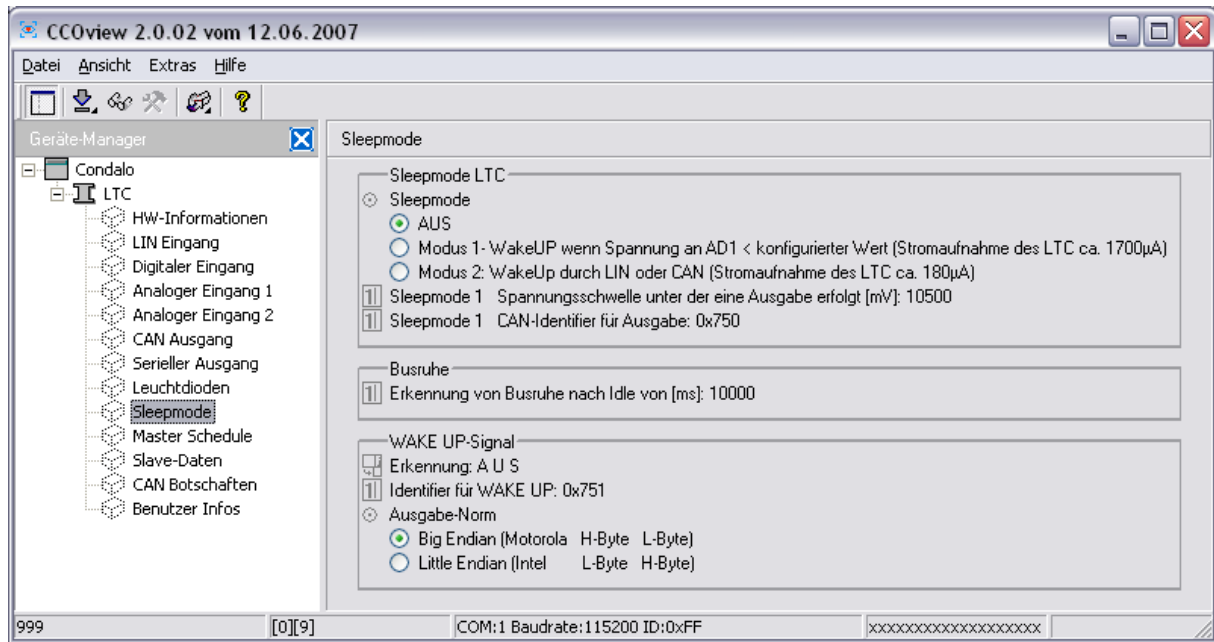 CCOview 2.0.02 vom 12.06.2007
Datei Ansicht Extras Hilfe
Geräte-Manager
Condalo
LTC
HW-Informationen
LIN Eingang
Digitaler Eingang
Analoger Eingang 1
Analoger Eingang 2
CAN Ausgang
Serieller Ausgang
Leuchtdioden
Sleepmode
Master Schedule
Slave-Daten
CAN Botschaften
Benutzer Infos
Sleepmode
Sleepmode LTC
Sleepmode
AUS
Modus 1- WakeUP wenn Spannung an AD1 < konfigurierter Wert (Stromaufnahme des LTC ca. 1700µA)
Modus 2: WakeUp durch LIN oder CAN (Stromaufnahme des LTC ca. 180µA)
Sleepmode 1 Spannungsschwelle unter der eine Ausgabe erfolgt [mV]: 10500
Sleepmode 1 CAN-Identifier für Ausgabe: 0x750
Busruhe
Erkennung von Busruhe nach Idle von [ms]: 10000
WAKE UP-Signal
Erkennung: A U S
Identifier für WAKE UP: 0x751
Ausgabe-Norm
Big Endian (Motorola H-Byte L-Byte)
Little Endian (Intel L-Byte H-Byte)
999 [0][9] COM:1 Baudrate:115200 ID:0xFF xxxxxxxxxxxxxxxxxxx